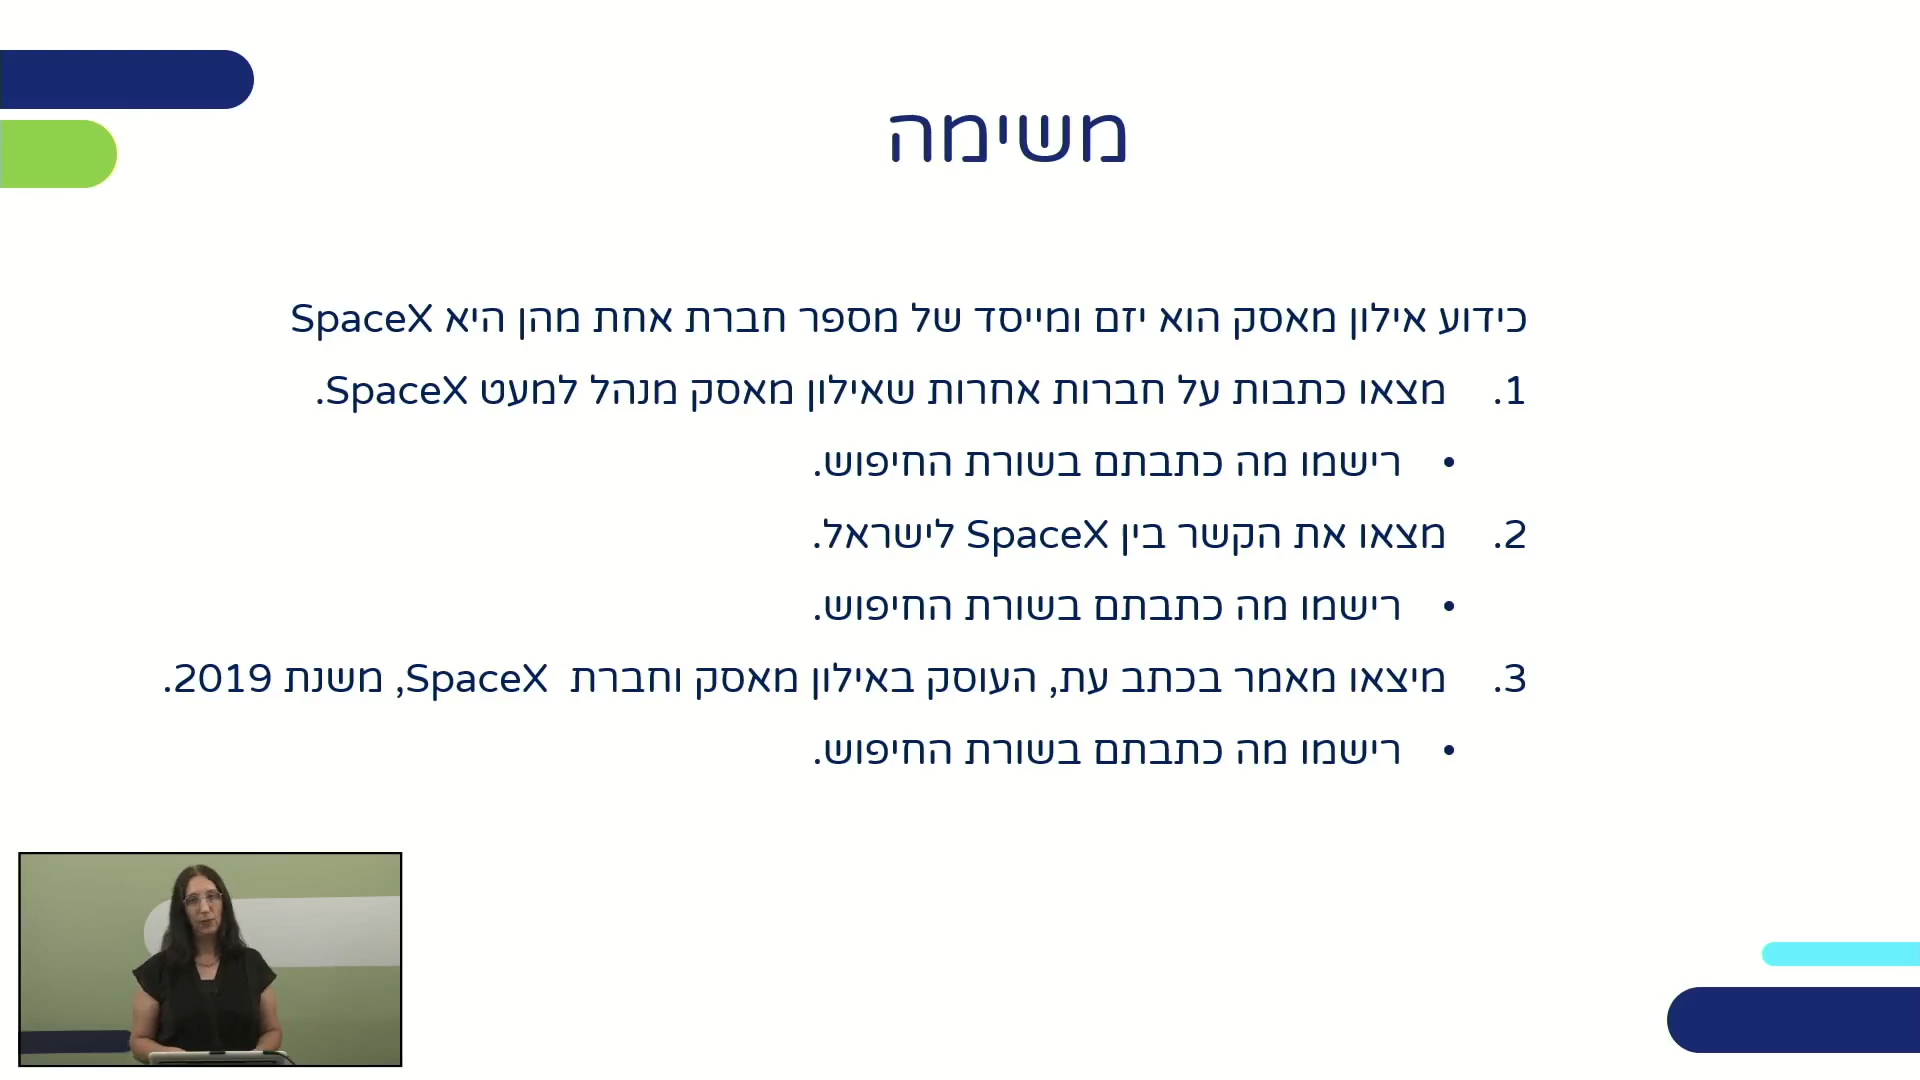 משימה
כידוע אילון מאסק הוא יזם ומייסד של מספר חברת אחת מהן היא SpaceX
1. מצאו כתבות על חברות אחרות שאילון מאסק מנהל למעט SpaceX.
• רישמו מה כתבתם בשורת החיפוש.
2. מצאו את הקשר בין SpaceX לישראל.
• רישמו מה כתבתם בשורת החיפוש.
3. מיצאו מאמר בכתב עת, העוסק באילון מאסק וחברת SpaceX, משנת 2019.
• רישמו מה כתבתם בשורת החיפוש.